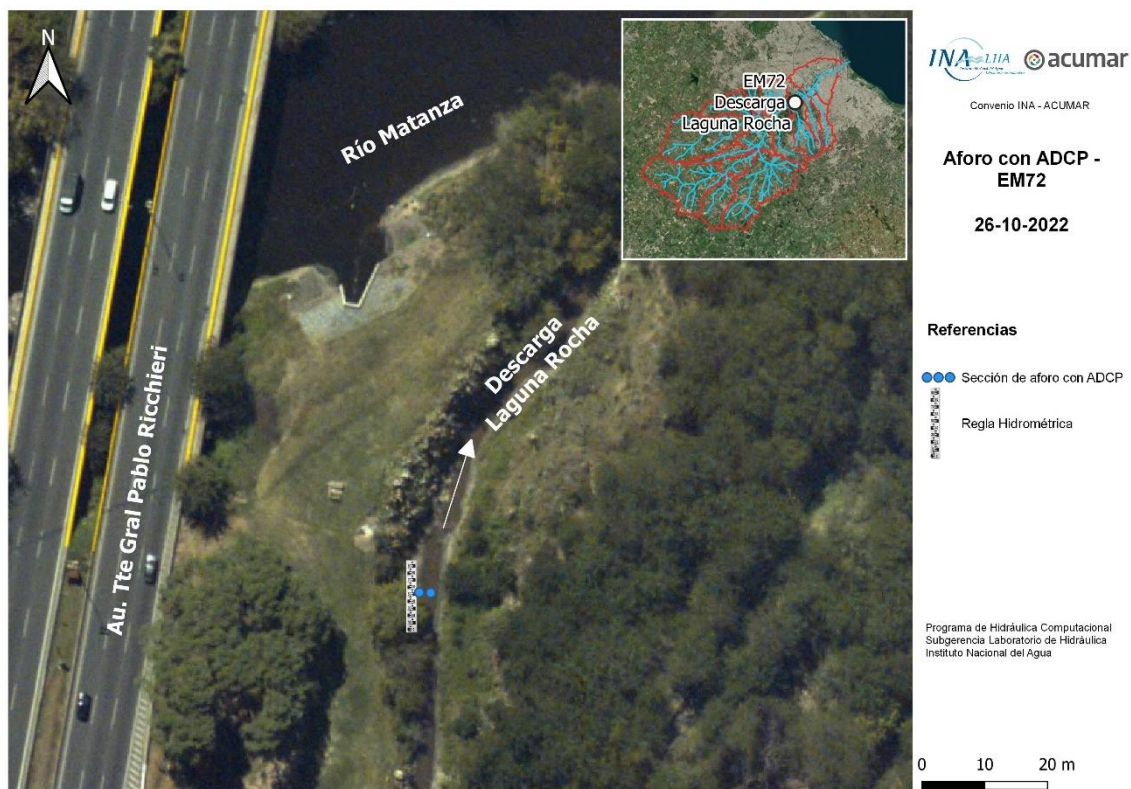 N
Río Matanza
EM72
Descarga
Laguna Rocha
Descarga
Laguna Rocha
Au. Tte Gral Pablo Ricchieri
INA LHA
acumar
Convenio INA - ACUMAR
Aforo con ADCP -
EM72
26-10-2022
Referencias
Sección de aforo con ADCP
Regla Hidrométrica
Programa de Hidráulica Computacional
Subgerencia Laboratorio de Hidráulica
Instituto Nacional del Agua
0 10 20 m